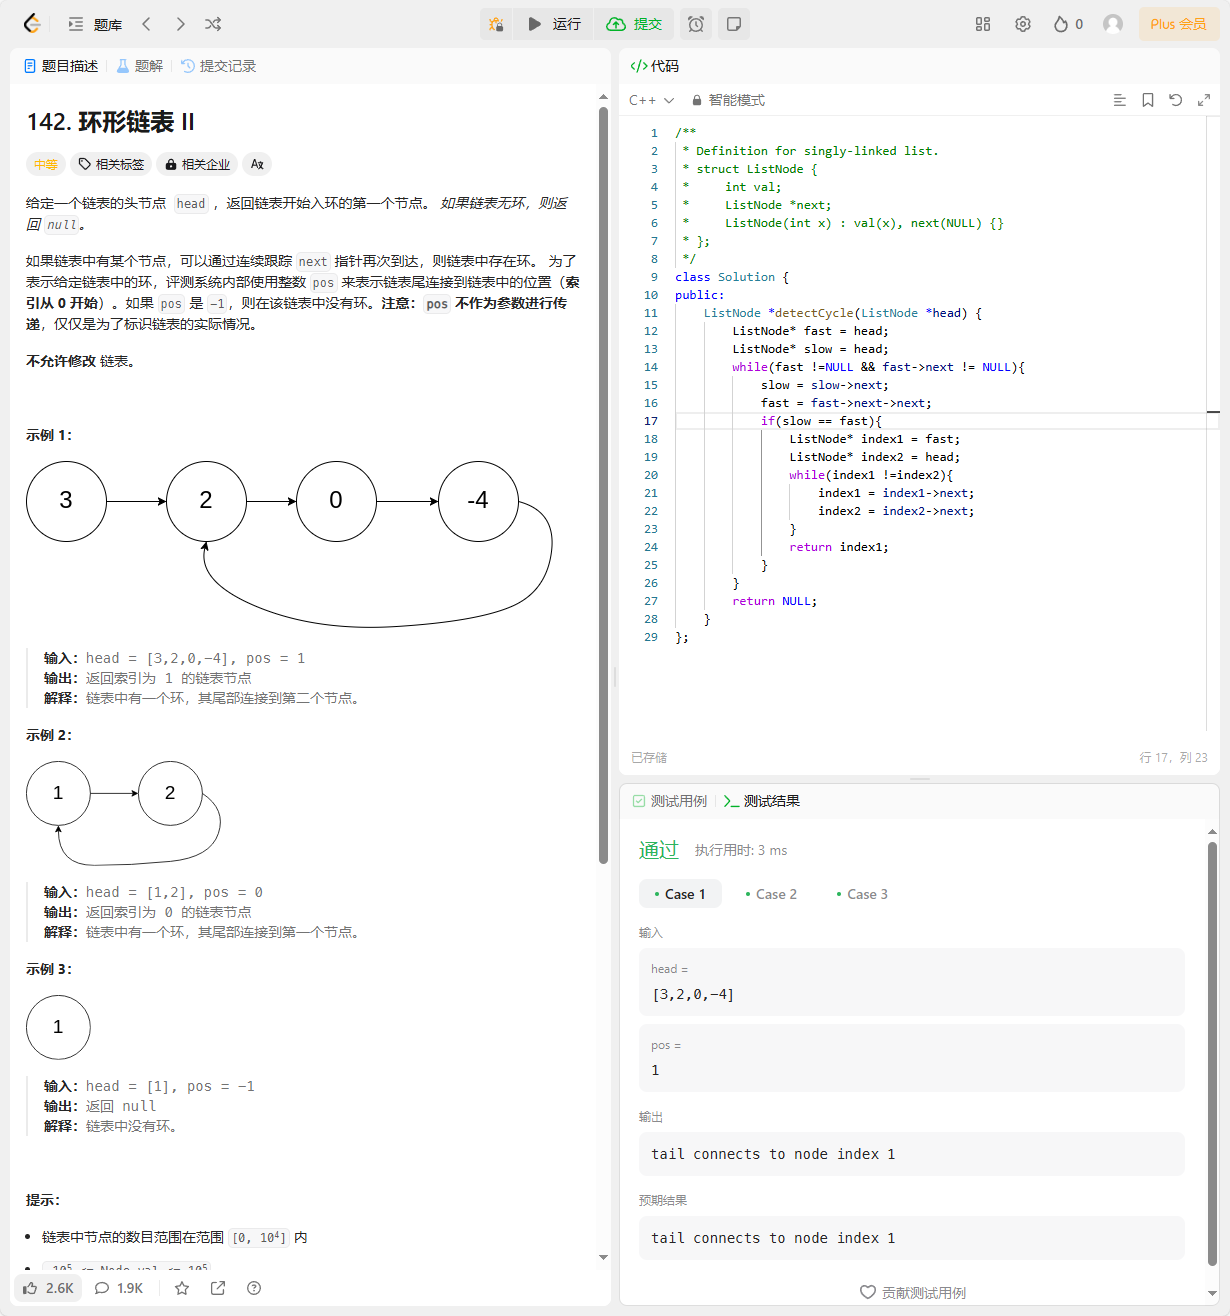 题库
运行
提交
0
Plus 会员
题目描述
题解
提交记录
142. 环形链表 II
中等
相关标签
相关企业
给定一个链表的头节点 head ，返回链表开始入环的第一个节点。 如果链表无环，则返
回 null。
如果链表中有某个节点，可以通过连续跟踪 next 指针再次到达，则链表中存在环。 为了
表示给定链表中的环，评测系统内部使用整数 pos 来表示链表尾连接到链表中的位置（索
引从 0 开始）。如果 pos 是 -1，则在该链表中没有环。注意：pos 不作为参数进行传
递，仅仅是为了标识链表的实际情况。
不允许修改 链表。
示例 1：
3
2
0
-4
输入：head = [3,2,0,-4], pos = 1
输出：返回索引为 1 的链表节点
解释：链表中有一个环，其尾部连接到第二个节点。
示例 2：
1
2
输入：head = [1,2], pos = 0
输出：返回索引为 0 的链表节点
解释：链表中有一个环，其尾部连接到第一个节点。
示例 3：
1
输入：head = [1], pos = -1
输出：返回 null
解释：链表中没有环。
提示：
链表中节点的数目范围在范围 [0, 10⁴] 内
-10⁵ <= Node.val <= 10⁵
2.6K
1.9K
</> 代码
C++
智能模式
1 /**
2  * Definition for singly-linked list.
3  * struct ListNode {
4  *     int val;
5  *     ListNode *next;
6  *     ListNode(int x) : val(x), next(NULL) {}
7  * };
8  */
9 class Solution {
10 public:
11     ListNode *detectCycle(ListNode *head) {
12         ListNode* fast = head;
13         ListNode* slow = head;
14         while(fast !=NULL && fast->next != NULL){
15             slow = slow->next;
16             fast = fast->next->next;
17             if(slow == fast){
18                 ListNode* index1 = fast;
19                 ListNode* index2 = head;
20                 while(index1 !=index2){
21                     index1 = index1->next;
22                     index2 = index2->next;
23                 }
24                 return index1;
25             }
26         }
27         return NULL;
28     }
29 };
已存储
行 17, 列 23
测试用例
测试结果
通过
执行用时: 3 ms
Case 1
Case 2
Case 3
输入
head =
[3,2,0,-4]
pos =
1
输出
tail connects to node index 1
预期结果
tail connects to node index 1
贡献测试用例